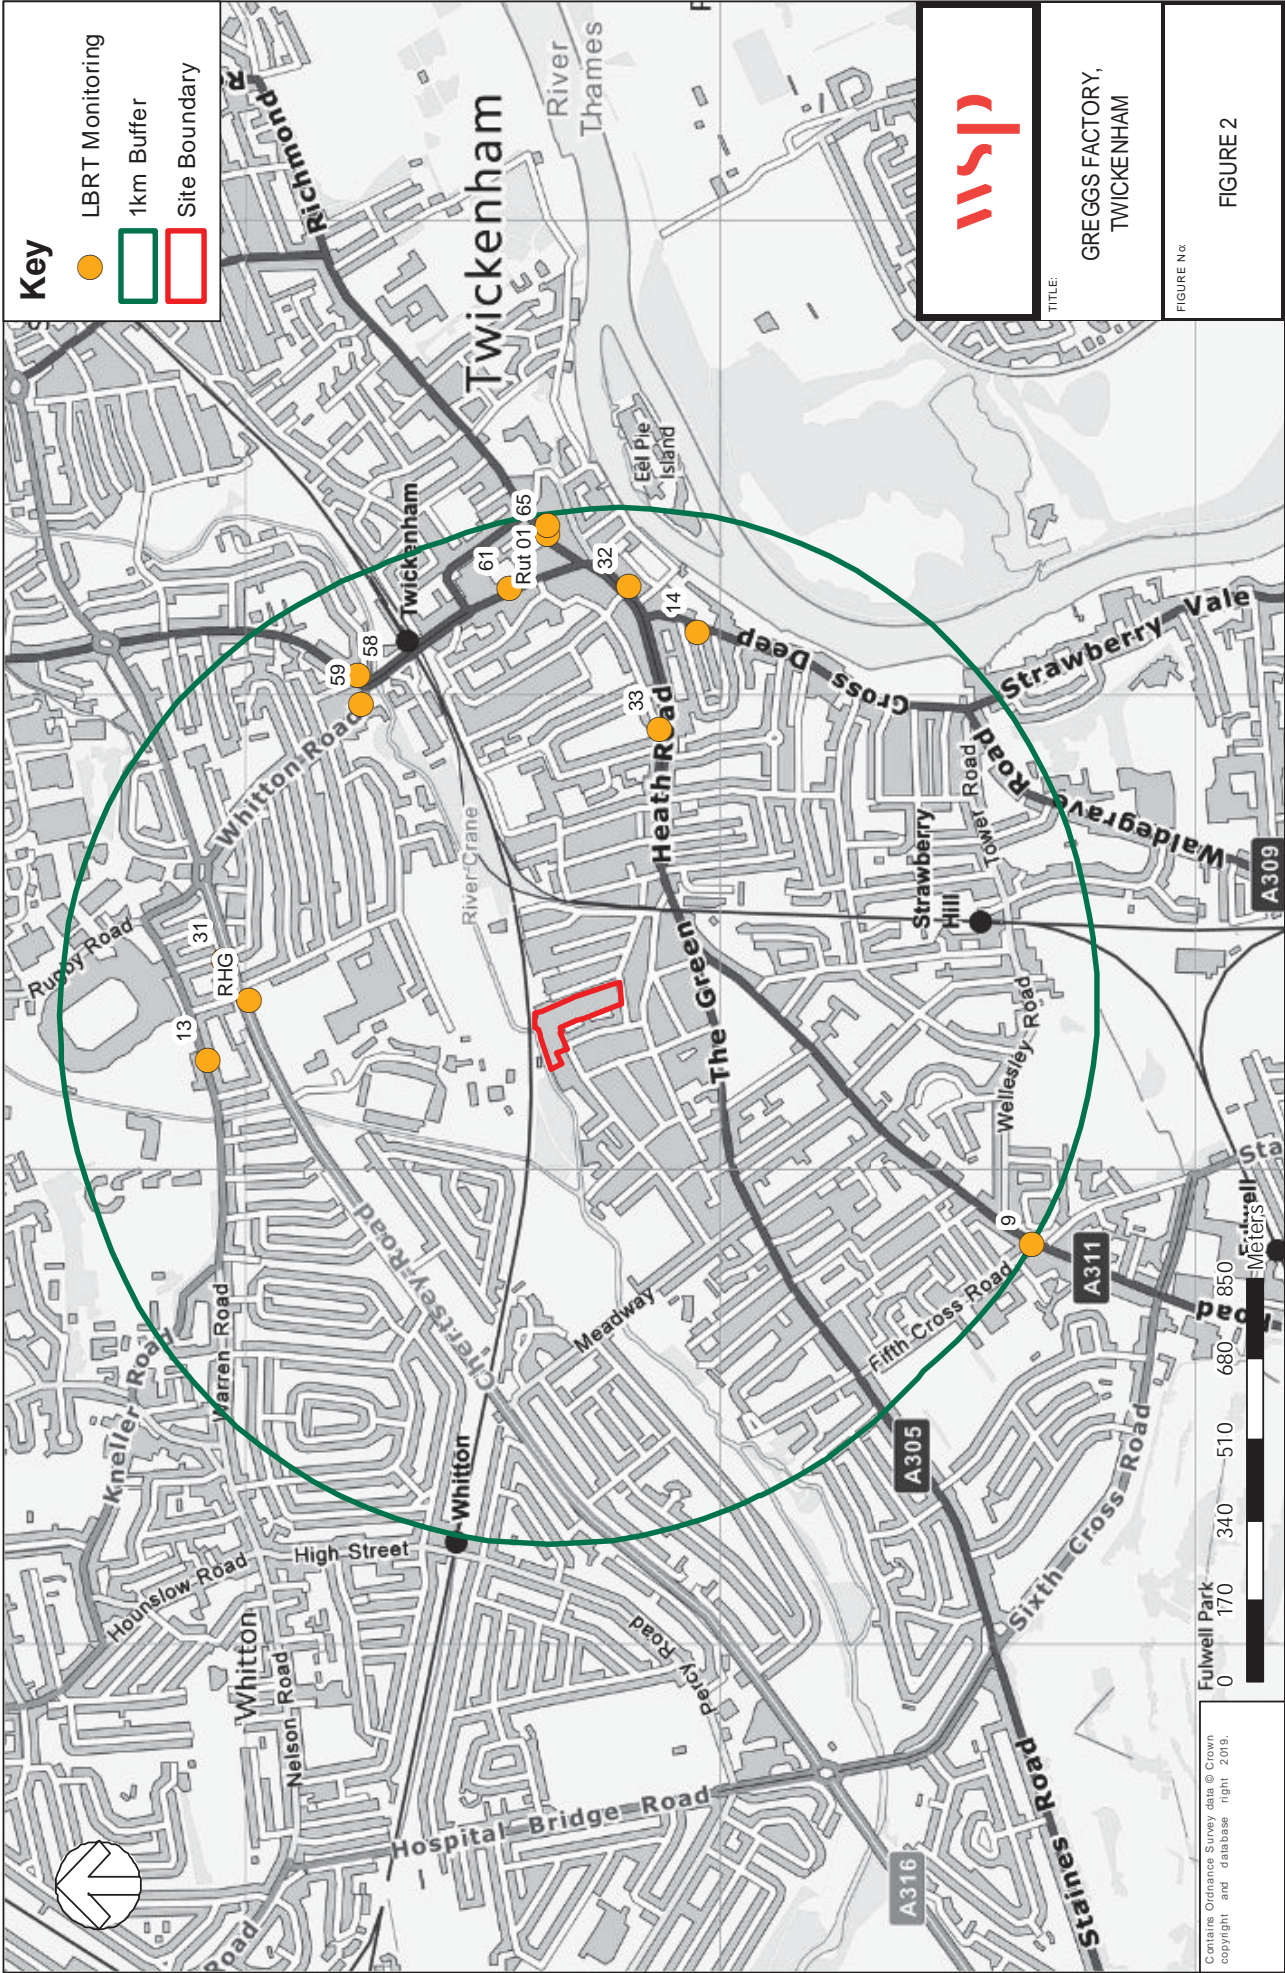 Key
LBRT Monitoring
1km Buffer
Site Boundary
wsp
TITLE:
GREGGS FACTORY,
TWICKENHAM
FIGURE No:
FIGURE 2
Richmond
River
Thames
Twickenham
Eel Pie
Island
Twickenham
65
Rut 01
61
32
14
58
59
33
31
RHG
13
9
Whitton Road
Rugby Road
River Crane
Heath Road
Cross Deep
Strawberry Vale
Waldegrave Road
Tower Road
Strawberry
Hill
The Green
Wellesley Road
A309
A311
A305
A316
Fifth Cross Road
Sixth Cross Road
Staines Road
Meadway
Chertsey Road
Warren Road
Kneller Road
Whitton
High Street
Hounslow Road
Whitton
Nelson Road
Percy Road
Hospital Bridge Road
Road
Road
Sta
Fulwell
Fulwell Park
0 170 340 510 680 850
Meters
Contains Ordnance Survey data © Crown
copyright and database right 2019.